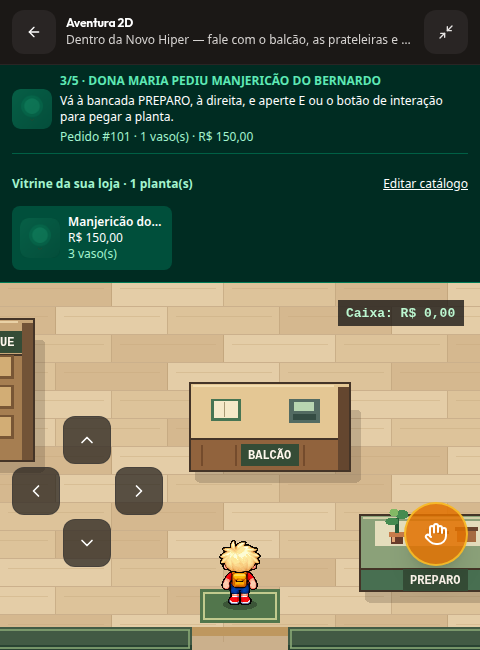 Aventura 2D
Dentro da Novo Hiper — fale com o balcão, as prateleiras e ...
3/5 · DONA MARIA PEDIU MANJERICÃO DO BERNARDO
Vá à bancada PREPARO, à direita, e aperte E ou o botão de interação
para pegar a planta.
Pedido #101 · 1 vaso(s) · R$ 150,00
Vitrine da sua loja · 1 planta(s)
Editar catálogo
Manjericão do...
R$ 150,00
3 vaso(s)
Caixa: R$ 0,00
UE
BALCÃO
PREPARO